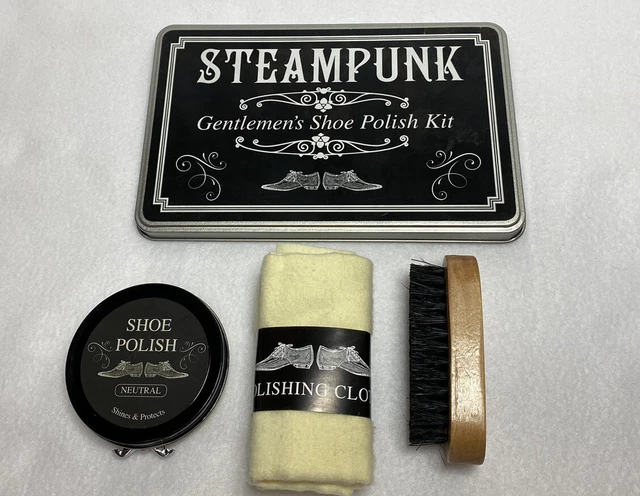 STEAMPUNK
Gentlemen's Shoe Polish Kit
SHOE
POLISH
NEUTRAL
Shines & Protects
OLISHING CLO